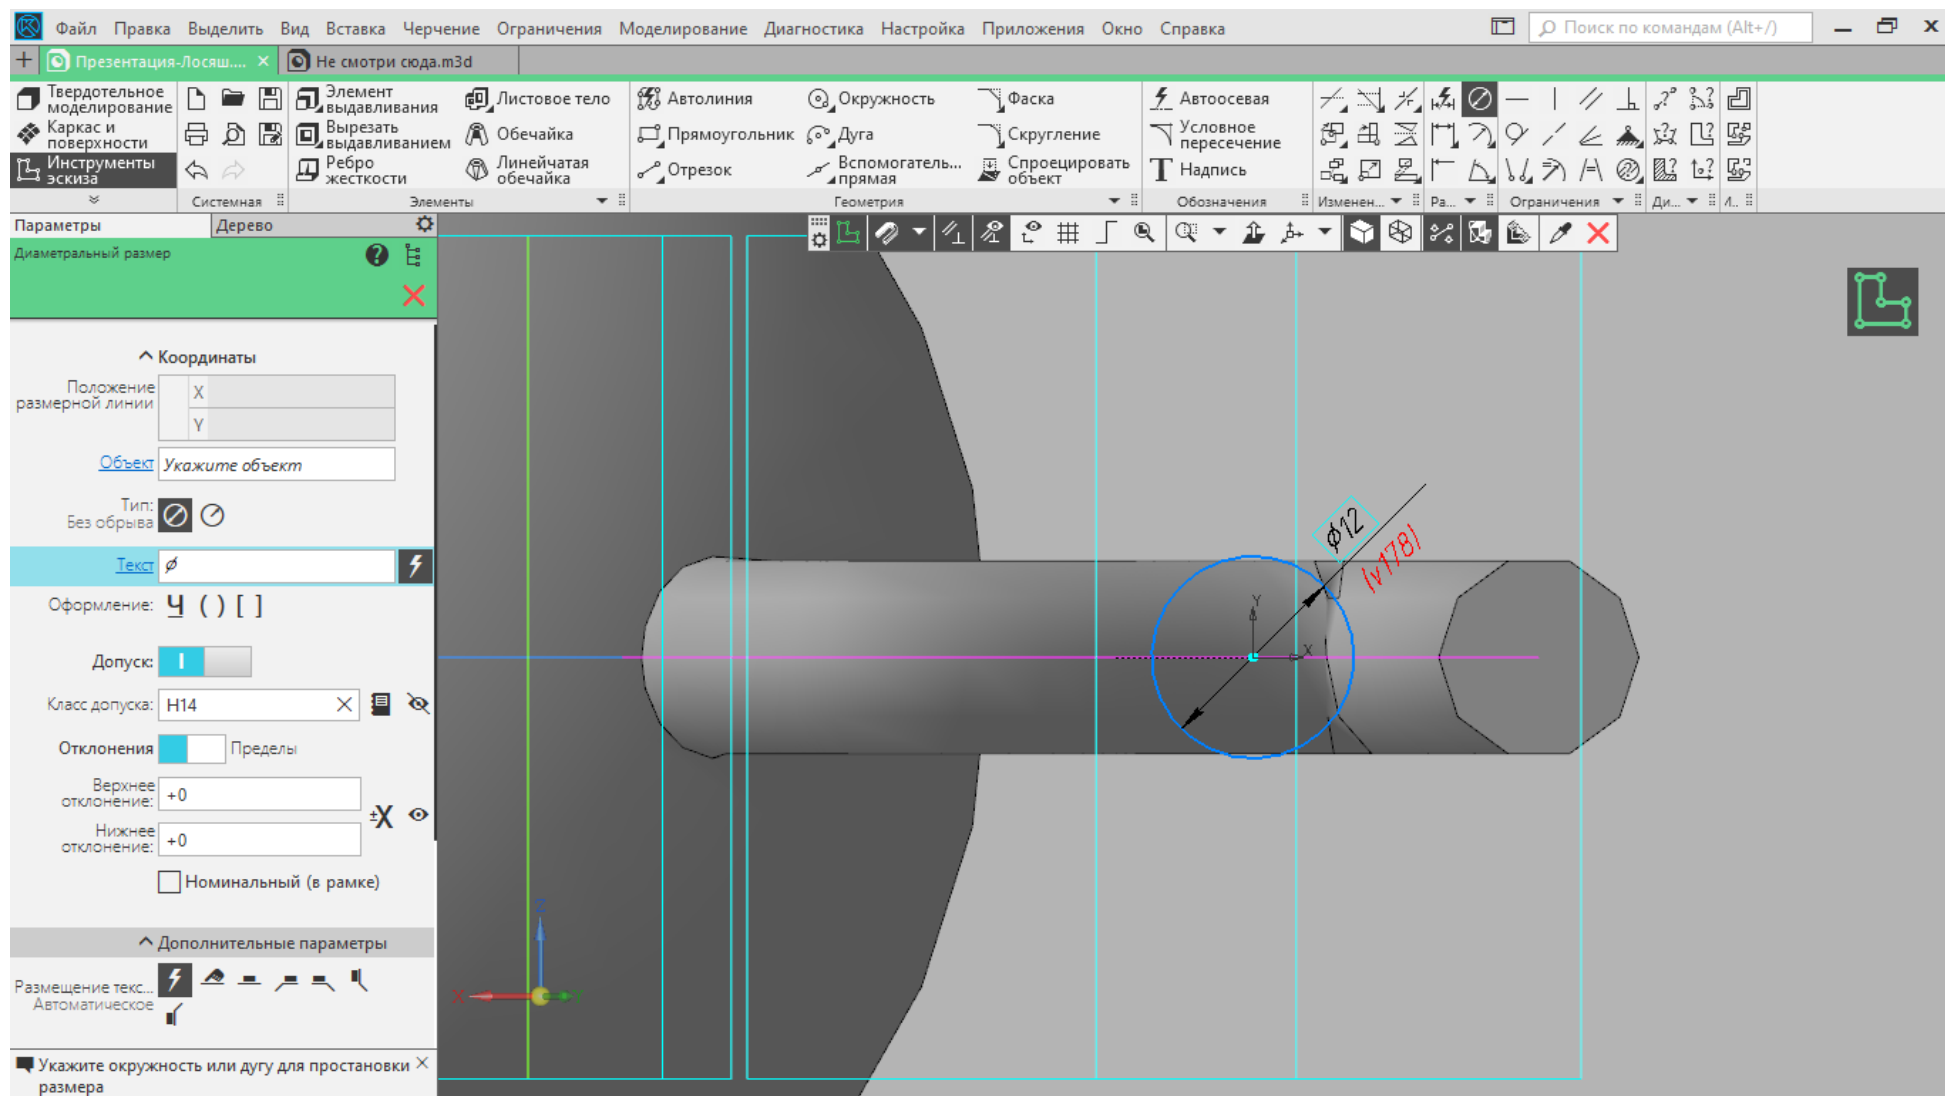 Файл Правка Выделить Вид Вставка Черчение Ограничения Моделирование Диагностика Настройка Приложения Окно Справка Поиск по командам (Alt+/)
Презентация-Лосяш.... Не смотри сюда.m3d
Твердотельное моделирование
Каркас и поверхности
Инструменты эскиза
Системная
Элемент выдавливания
Вырезать выдавливанием
Ребро жесткости
Листовое тело
Обечайка
Линейчатая обечайка
Элементы
Автолиния
Прямоугольник
Отрезок
Окружность
Дуга
Вспомогатель... прямая
Фаска
Скругление
Спроецировать объект
Геометрия
Автоосевая
Условное пересечение
Надпись
Обозначения
Изменен...
Ра...
Ограничения
Ди...
И..
Параметры Дерево
Диаметральный размер
Координаты
Положение размерной линии
X
Y
Объект Укажите объект
Тип:
Без обрыва
Текст ϕ
Оформление: Ч ( ) [ ]
Допуск: I
Класс допуска: H14
Отклонения Пределы
Верхнее отклонение: +0
Нижнее отклонение: +0
±X
Номинальный (в рамке)
Дополнительные параметры
Размещение текс...
Автоматическое
Укажите окружность или дугу для простановки
размера
ϕ12
(v178)
Y
X
Z
X
Y